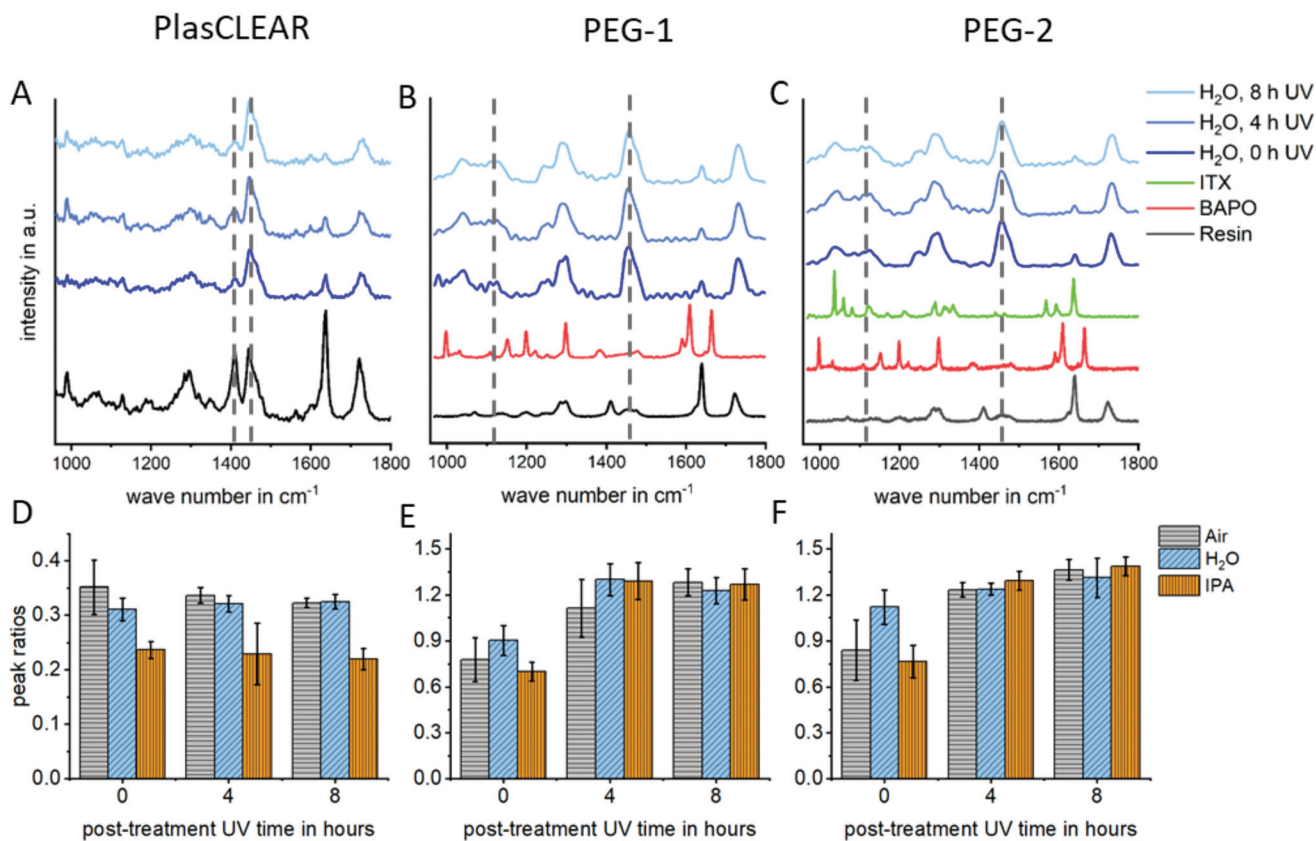 PlasCLEAR PEG-1 PEG-2
A B C
H₂O, 8 h UV
H₂O, 4 h UV
H₂O, 0 h UV
ITX
BAPO
Resin
intensity in a.u.
1000 1200 1400 1600 1800 1000 1200 1400 1600 1800 1000 1200 1400 1600 1800
wave number in cm⁻¹ wave number in cm⁻¹ wave number in cm⁻¹
D E F
Air
H₂O
IPA
peak ratios
0.4 1.5 1.5
0.3 1.2 1.2
0.2 0.9 0.9
0.1 0.6 0.6
0.0 0.3 0.3
0.0 0.0
0 4 8 0 4 8 0 4 8
post-treatment UV time in hours post-treatment UV time in hours post-treatment UV time in hours